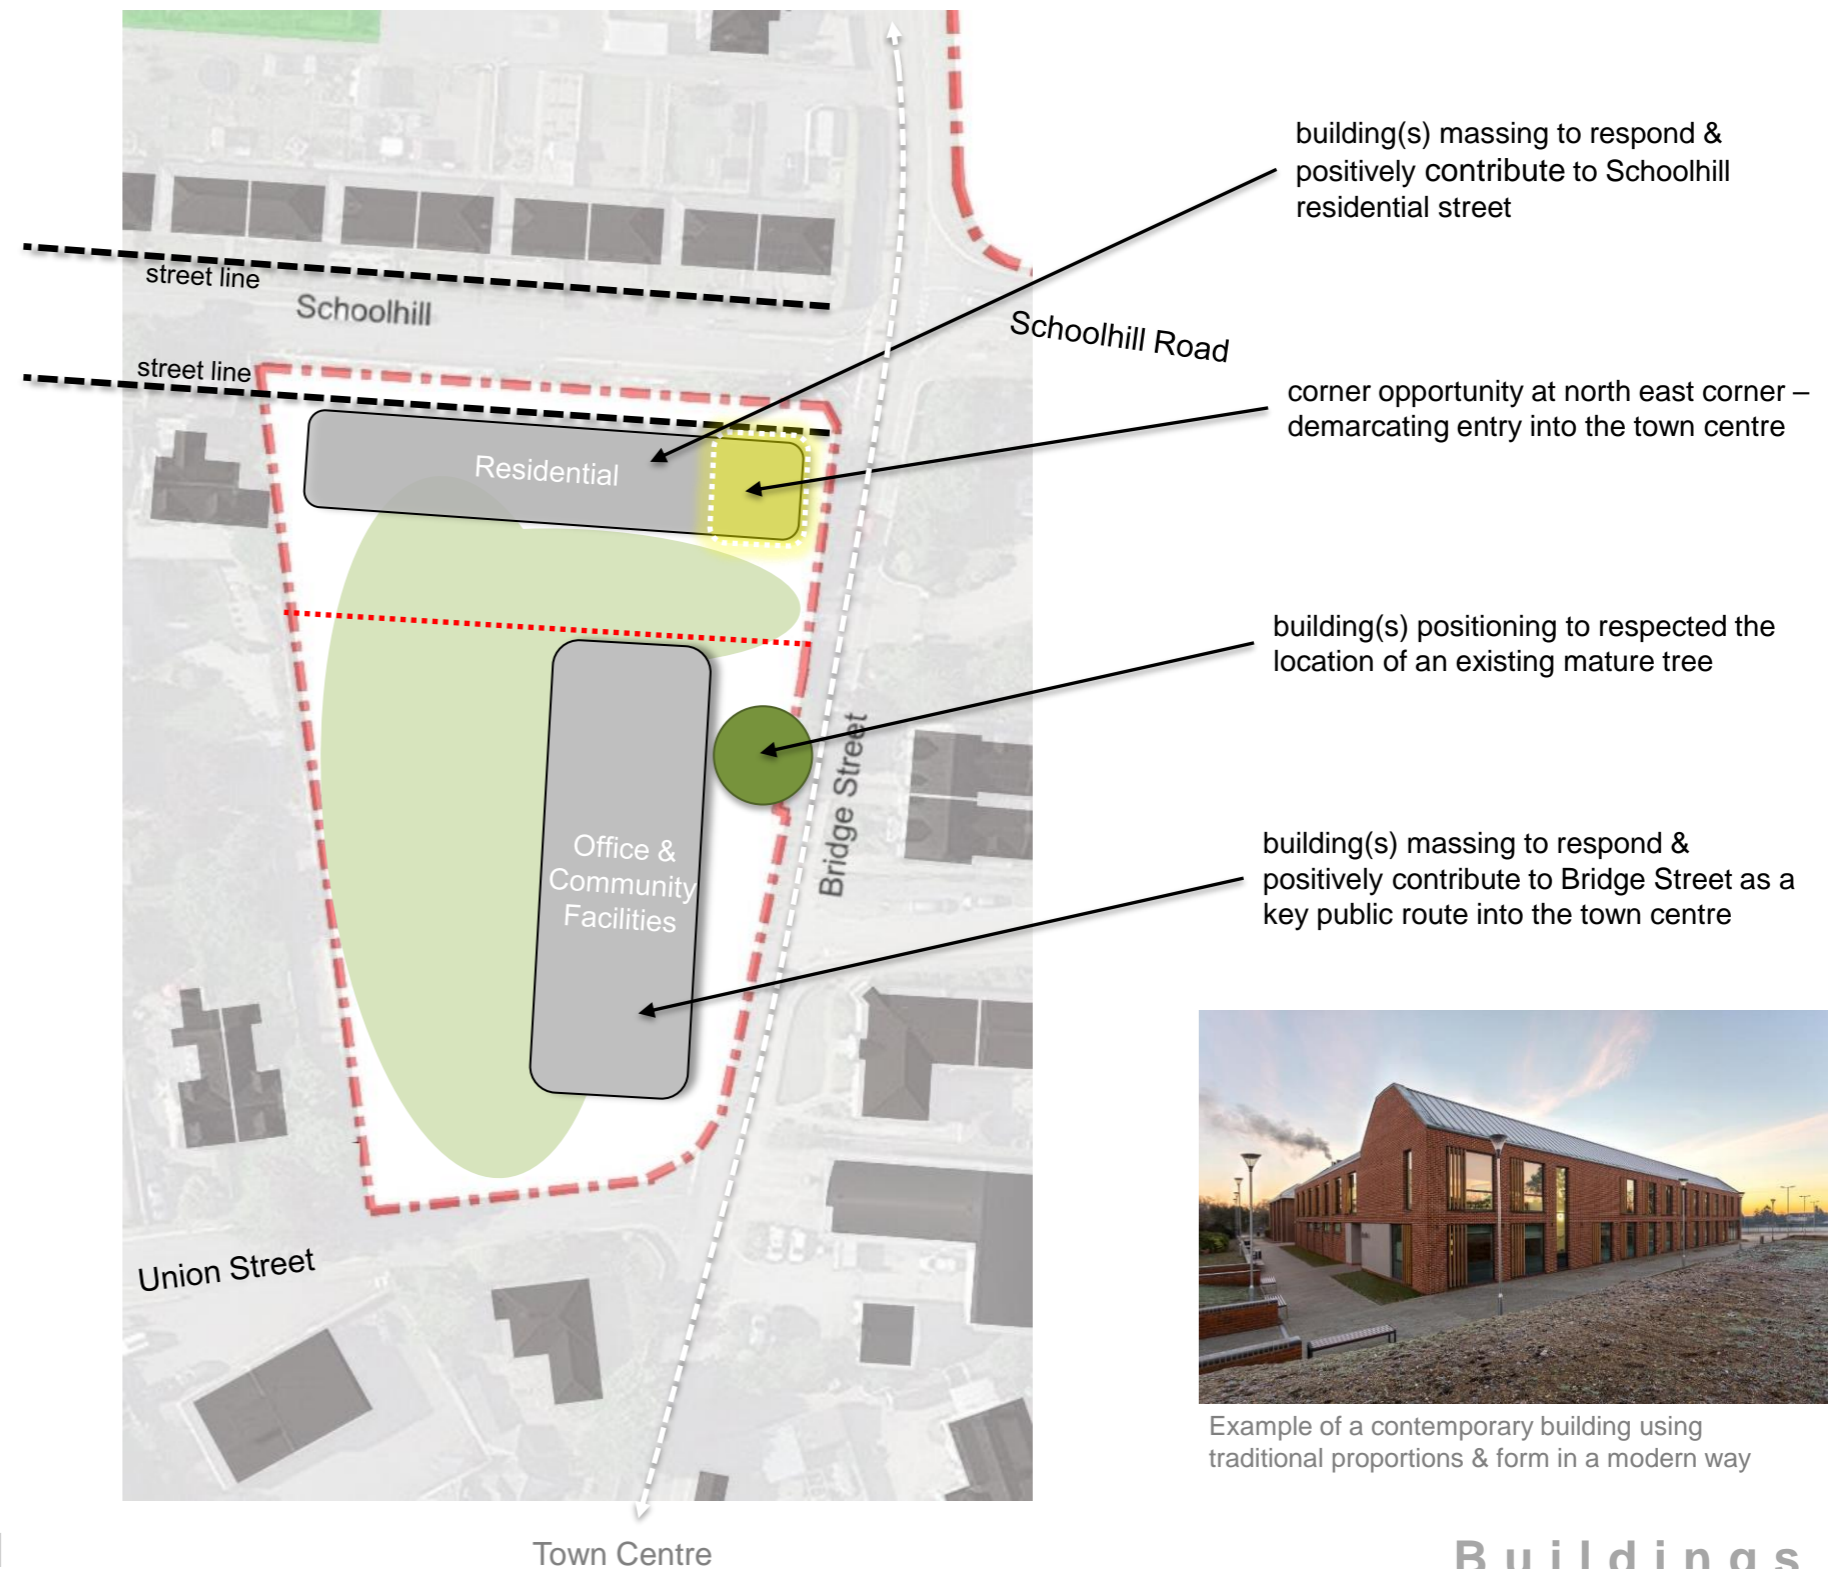 building(s) massing to respond &
positively contribute to Schoolhill
residential street
street line
Schoolhill
Schoolhill Road
street line
corner opportunity at north east corner –
demarcating entry into the town centre
Residential
building(s) positioning to respected the
location of an existing mature tree
Bridge Street
Office &
Community
Facilities
building(s) massing to respond &
positively contribute to Bridge Street as a
key public route into the town centre
Union Street
Example of a contemporary building using
traditional proportions & form in a modern way
Town Centre
Buildings